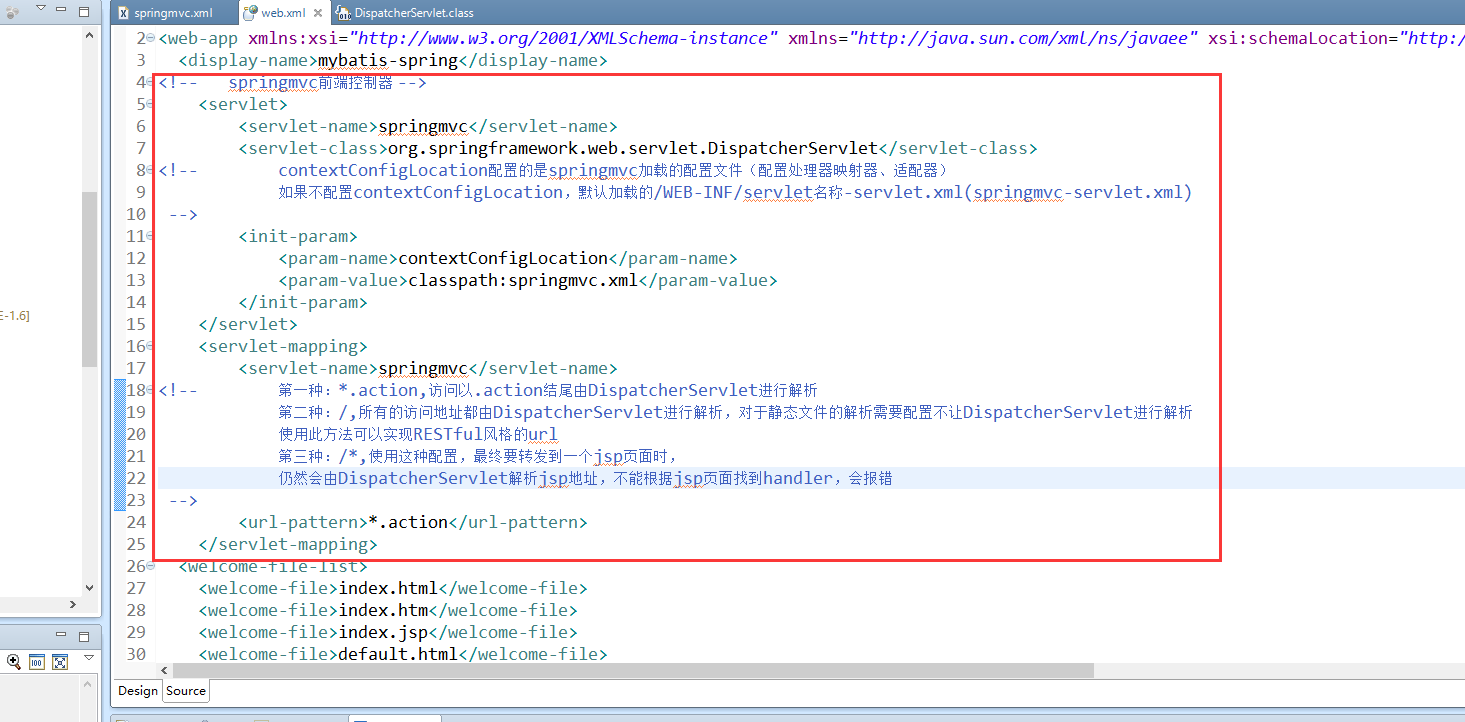 springmvc.xml web.xml DispatcherServlet.class
2 <web-app xmlns:xsi="http://www.w3.org/2001/XMLSchema-instance" xmlns="http://java.sun.com/xml/ns/javaee" xsi:schemaLocation="http:/
3 <display-name>mybatis-spring</display-name>
4 <!-- springmvc前端控制器 -->
5 <servlet>
6 <servlet-name>springmvc</servlet-name>
7 <servlet-class>org.springframework.web.servlet.DispatcherServlet</servlet-class>
8 <!-- contextConfigLocation配置的是springmvc加载的配置文件（配置处理器映射器、适配器）
9 如果不配置contextConfigLocation，默认加载的/WEB-INF/servlet名称-servlet.xml(springmvc-servlet.xml)
10 -->
11 <init-param>
12 <param-name>contextConfigLocation</param-name>
13 <param-value>classpath:springmvc.xml</param-value>
14 </init-param>
15 </servlet>
16 <servlet-mapping>
17 <servlet-name>springmvc</servlet-name>
18 <!-- 第一种：*.action,访问以.action结尾由DispatcherServlet进行解析
19 第二种：/,所有的访问地址都由DispatcherServlet进行解析，对于静态文件的解析需要配置不让DispatcherServlet进行解析
20 使用此方法可以实现RESTful风格的url
21 第三种：/*,使用这种配置，最终要转发到一个jsp页面时，
22 仍然会由DispatcherServlet解析jsp地址，不能根据jsp页面找到handler，会报错
23 -->
24 <url-pattern>*.action</url-pattern>
25 </servlet-mapping>
26 <welcome-file-list>
27 <welcome-file>index.html</welcome-file>
28 <welcome-file>index.htm</welcome-file>
29 <welcome-file>index.jsp</welcome-file>
30 <welcome-file>default.html</welcome-file>
E-1.6]
Design Source